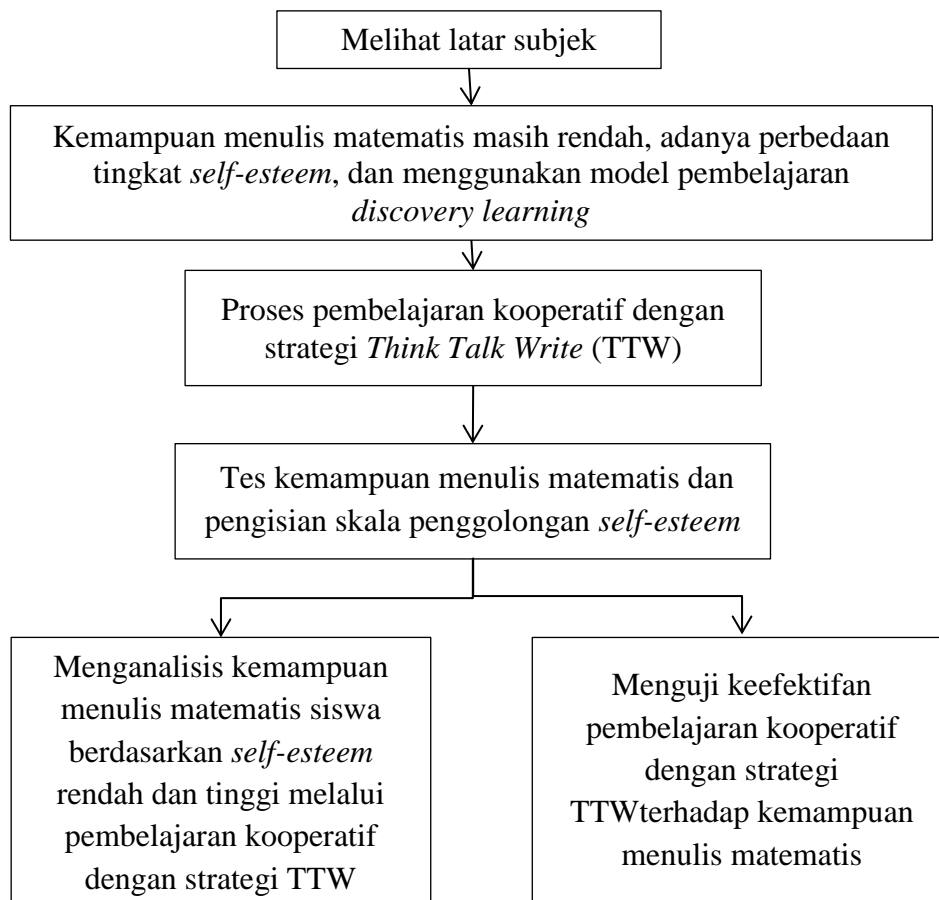 Melihat latar subjek
Kemampuan menulis matematis masih rendah, adanya perbedaan
tingkat self-esteem, dan menggunakan model pembelajaran
discovery learning
Proses pembelajaran kooperatif dengan
strategi Think Talk Write (TTW)
Tes kemampuan menulis matematis dan
pengisian skala penggolongan self-esteem
Menganalisis kemampuan
menulis matematis siswa
berdasarkan self-esteem
rendah dan tinggi melalui
pembelajaran kooperatif
dengan strategi TTW
Menguji keefektifan
pembelajaran kooperatif
dengan strategi
TTWterhadap kemampuan
menulis matematis